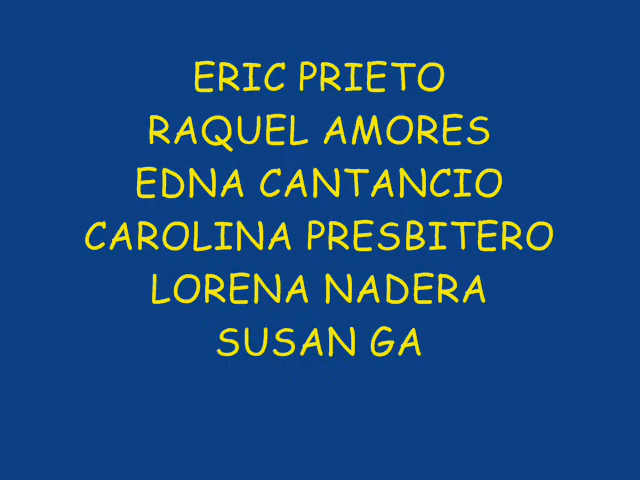 ERIC PRIETO
RAQUEL AMORES
EDNA CANTANCIO
CAROLINA PRESBITERO
LORENA NADERA
SUSAN GA